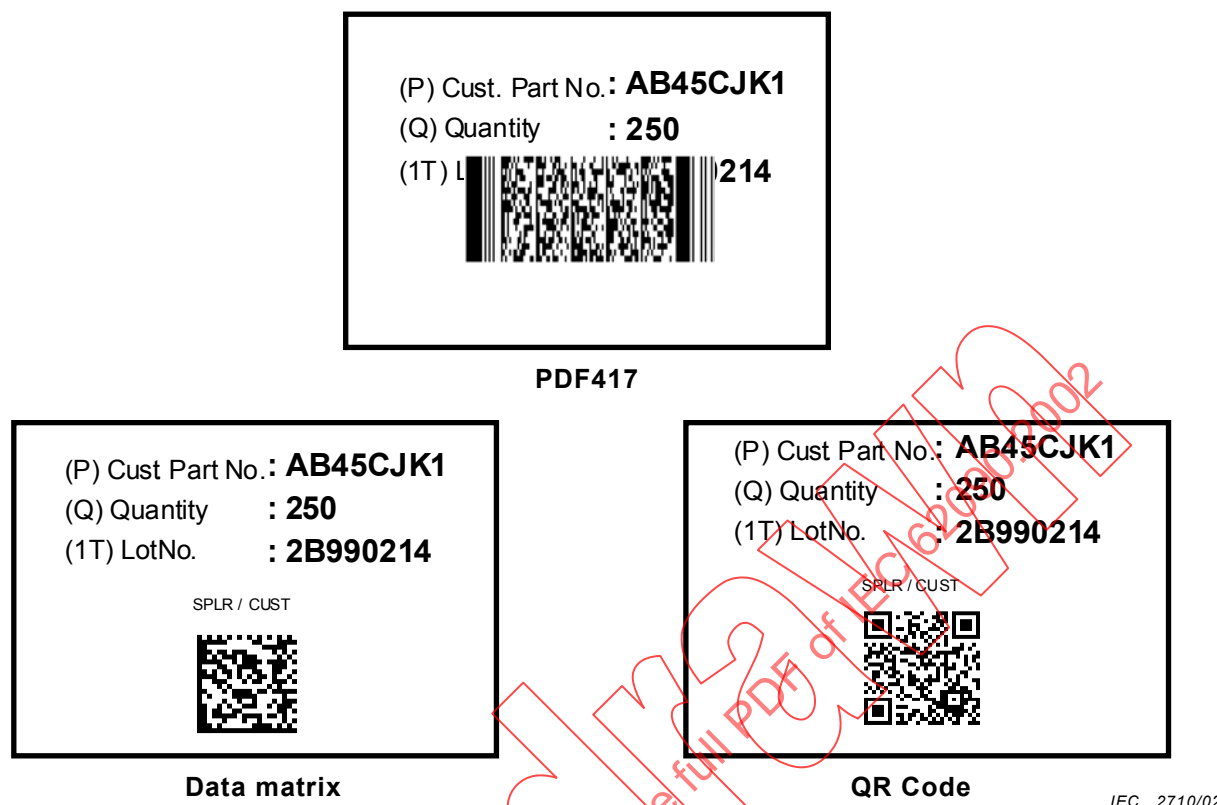 (P) Cust. Part No.: AB45CJK1
(Q) Quantity : 250
(1T) L 0214
PDF417
(P) Cust Part No.: AB45CJK1
(Q) Quantity : 250
(1T) LotNo. : 2B990214
SPLR / CUST
Data matrix
(P) Cust Part No.: AB45CJK1
(Q) Quantity : 250
(1T) LotNo. : 2B990214
SPLR / CUST
QR Code
IEC 2710/02
drawn
e full PDF of IEC 62090:2002